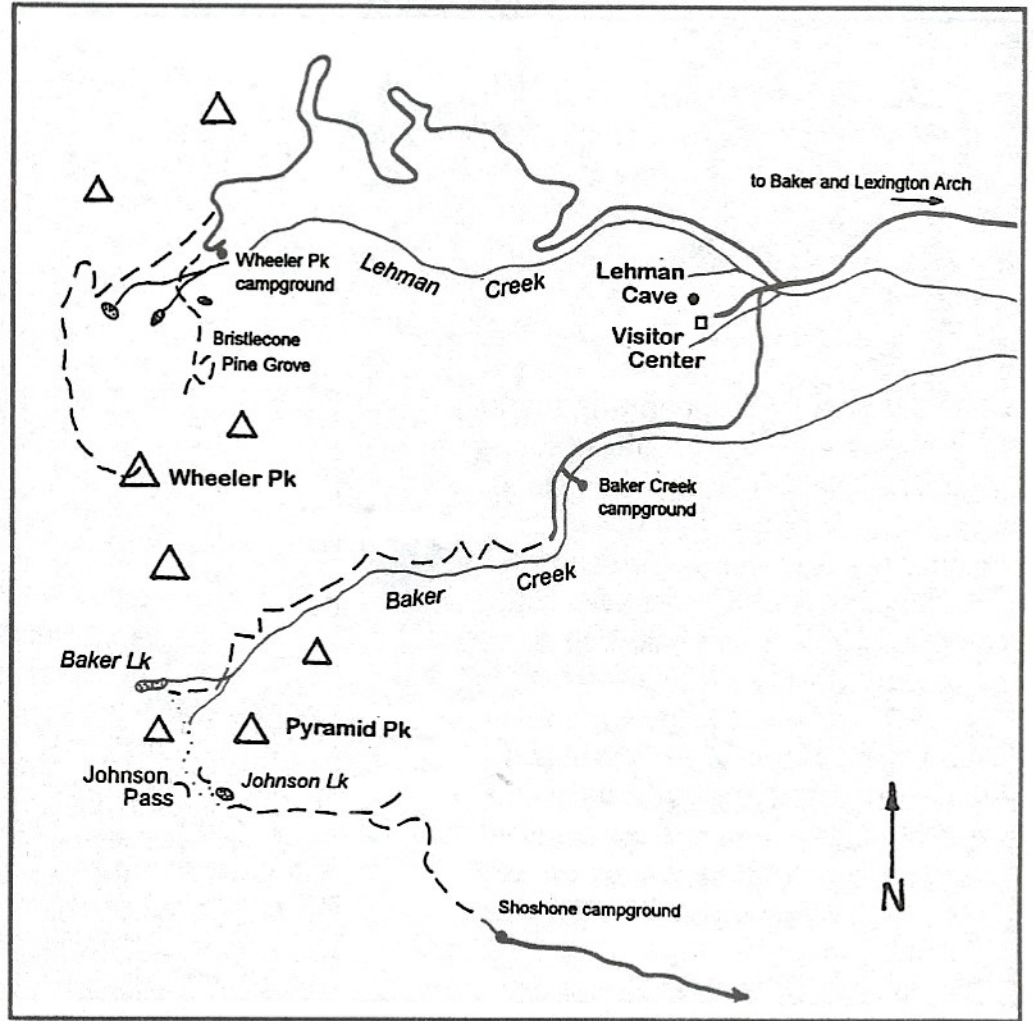 to Baker and Lexington Arch
Wheeler Pk
campground
Lehman
Creek
Lehman
Cave
Visitor
Center
Bristlecone
Pine Grove
Wheeler Pk
Baker Creek
campground
Creek
Baker
Baker Lk
Pyramid Pk
Johnson
Pass
Johnson Lk
N
Shoshone campground